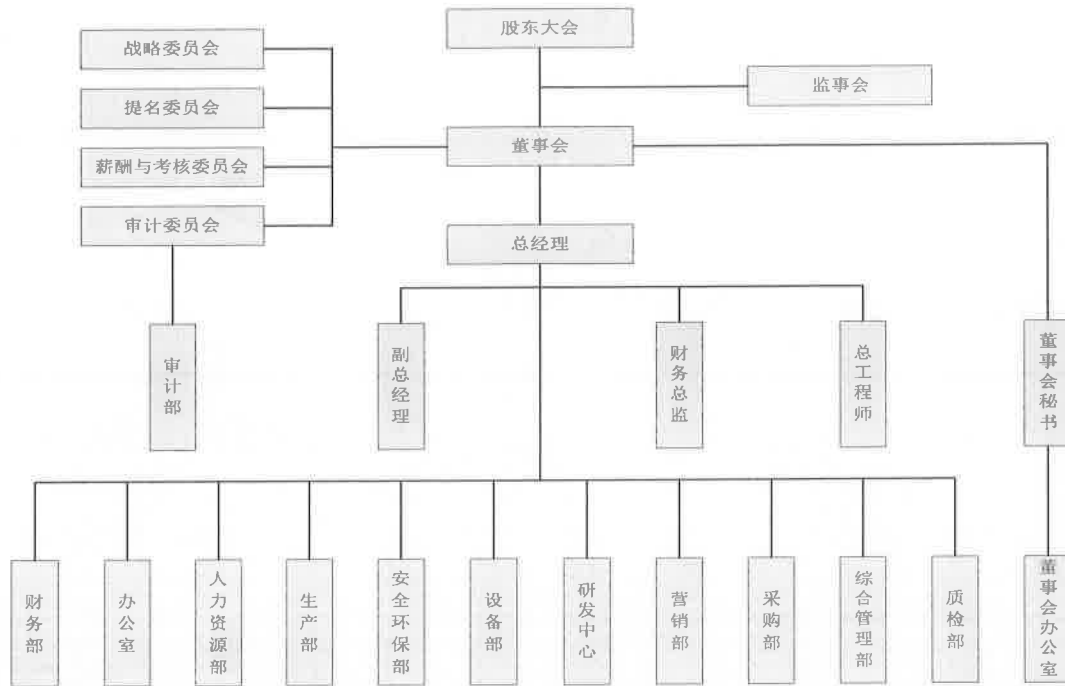 股东大会
战略委员会
监事会
提名委员会
董事会
薪酬与考核委员会
审计委员会
总经理
审计部
副总经理
财务总监
总工程师
董事会秘书
财务部
办公室
人力资源部
生产部
安全环保部
设备部
研发中心
营销部
采购部
综合管理部
质检部
董事会办公室